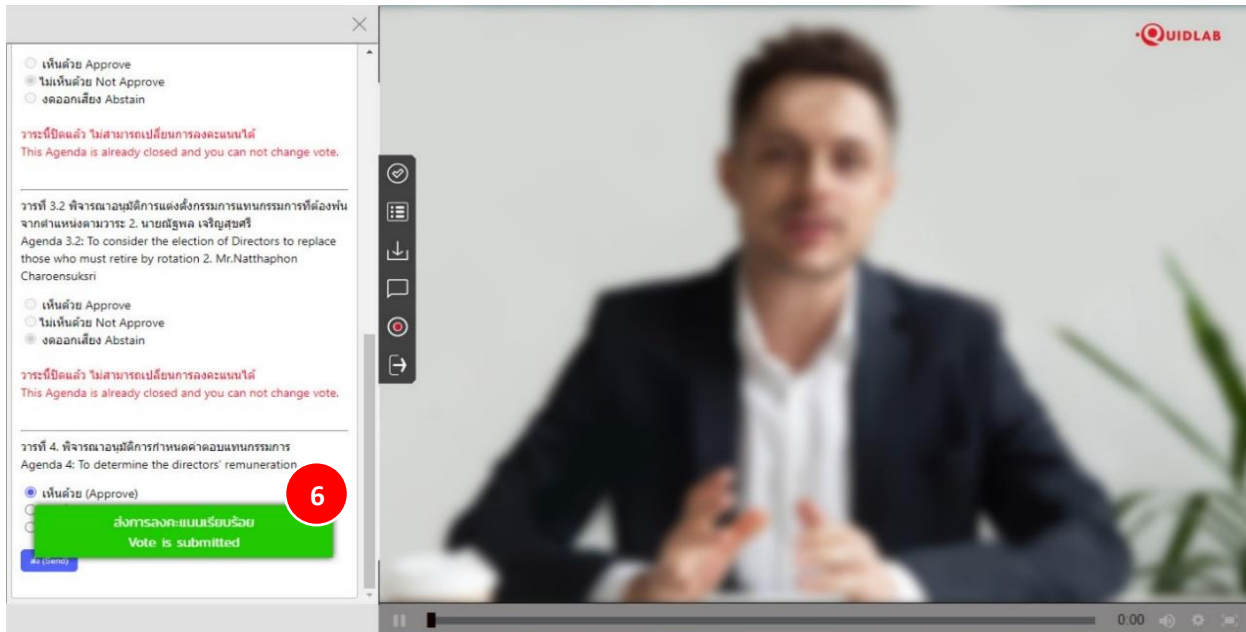 เห็นด้วย Approve
ไม่เห็นด้วย Not Approve
งดออกเสียง Abstain
วาระนี้ปิดแล้ว ไม่สามารถเปลี่ยนการลงคะแนนได้
This Agenda is already closed and you can not change vote.
วารที่ 3.2 พิจารณาอนุมัติการแต่งตั้งกรรมการแทนกรรมการที่ต้องพ้น
จากตำแหน่งตามวาระ 2. นายณัฐพล เจริญสุขศรี
Agenda 3.2: To consider the election of Directors to replace
those who must retire by rotation 2. Mr.Natthaphon
Charoensuksri
เห็นด้วย Approve
ไม่เห็นด้วย Not Approve
งดออกเสียง Abstain
วาระนี้ปิดแล้ว ไม่สามารถเปลี่ยนการลงคะแนนได้
This Agenda is already closed and you can not change vote.
วารที่ 4. พิจารณาอนุมัติการกำหนดค่าตอบแทนกรรมการ
Agenda 4: To determine the directors' remuneration
เห็นด้วย (Approve)
6
ส่งการลงคะแนนเรียบร้อย
Vote is submitted
ส่ง (Send)
QUIDLAB
0:00